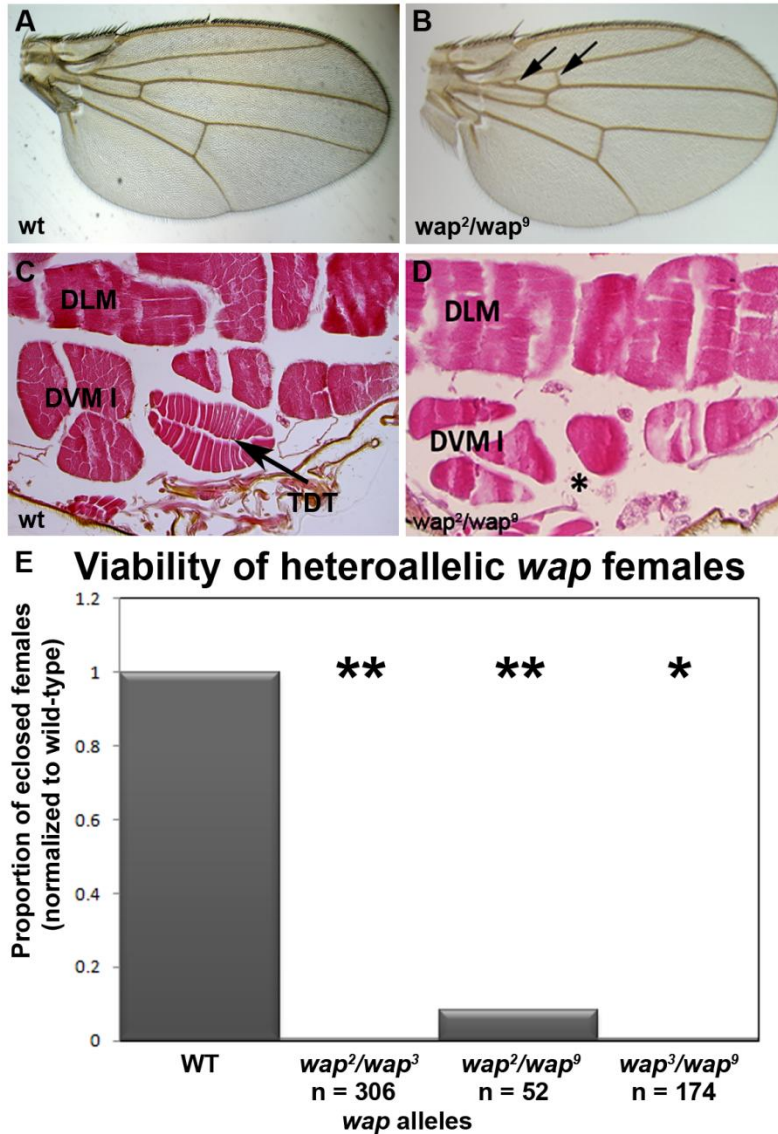 A
wt
B
wap²/wap⁹
C
DLM
DVM I
TDT
wt
D
DLM
DVM I
*
wap²/wap⁹
E
Viability of heteroallelic wap females
Proportion of eclosed females
(normalized to wild-type)
1.2
1
0.8
0.6
0.4
0.2
0
** ** *
WT wap²/wap³ wap²/wap⁹ wap³/wap⁹
n = 306 n = 52 n = 174
wap alleles